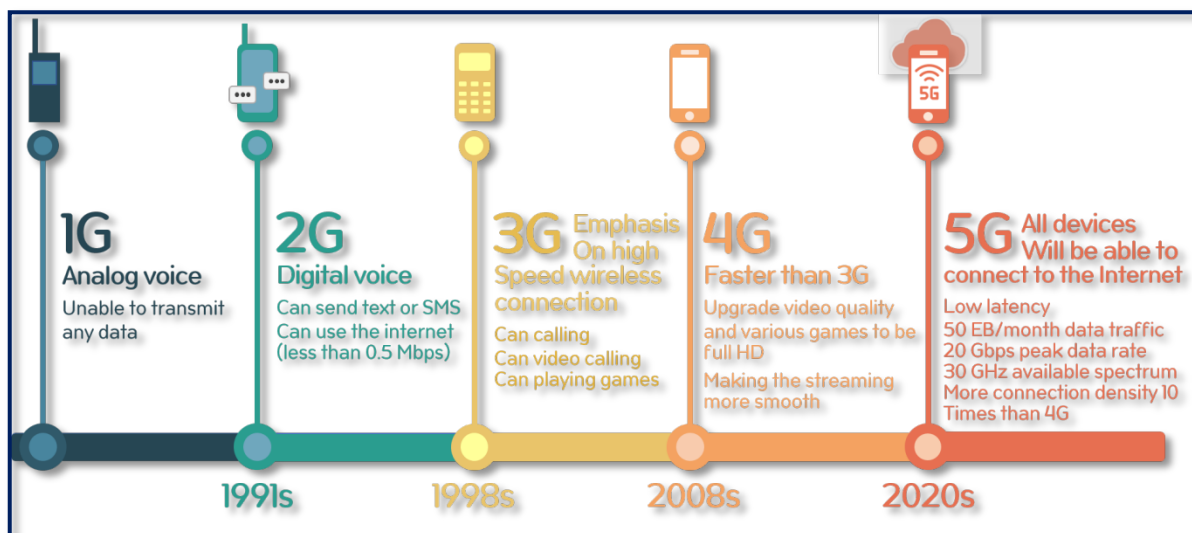 1G
Analog voice
Unable to transmit
any data
2G
Digital voice
Can send text or SMS
Can use the internet
(less than 0.5 Mbps)
3G Emphasis
On high
Speed wireless
connection
Can calling
Can video calling
Can playing games
4G
Faster than 3G
Upgrade video quality
and various games to be
full HD
Making the streaming
more smooth
5G
5G All devices
Will be able to
connect to the Internet
Low latency
50 EB/month data traffic
20 Gbps peak data rate
30 GHz available spectrum
More connection density 10
Times than 4G
1991s
1998s
2008s
2020s